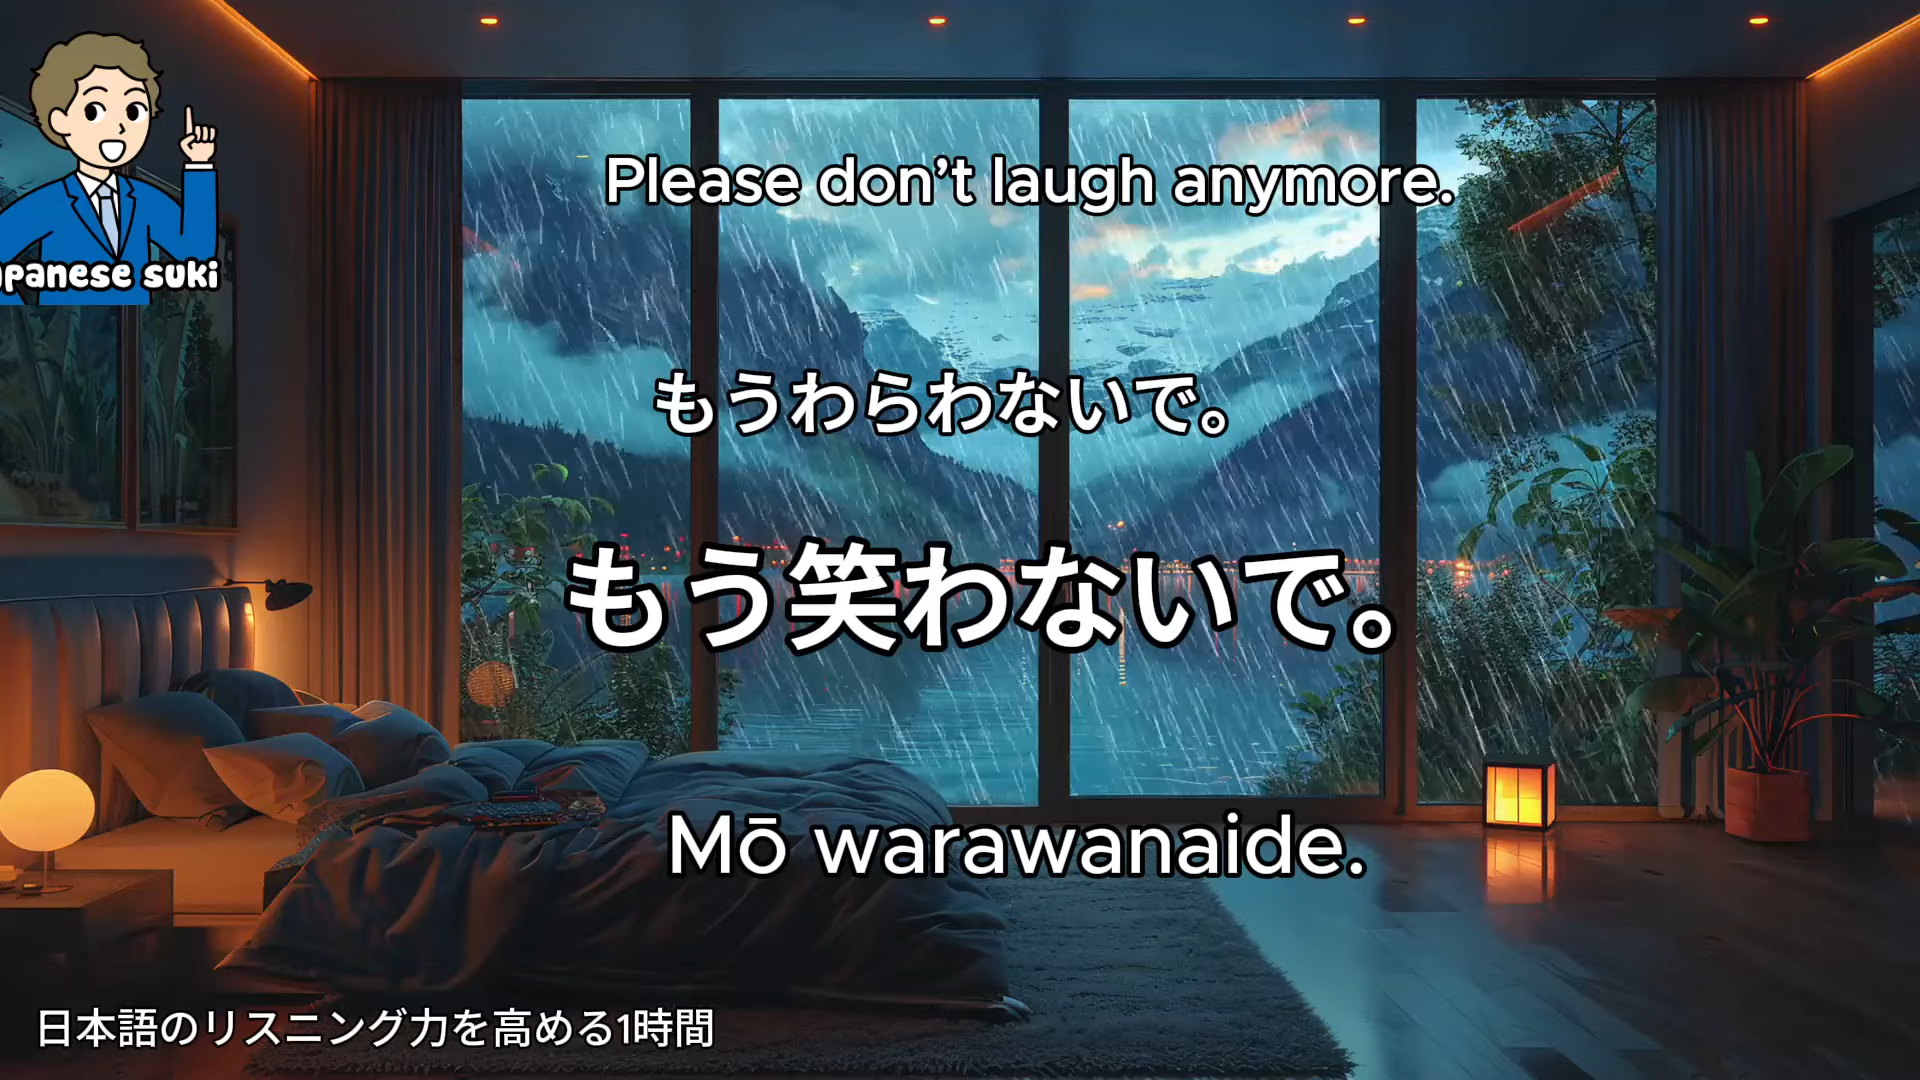 Please don’t laugh anymore.
apanese suki
もうわらわないで。
もう笑わないで。
Mō warawanaide.
日本語のリスニング力を高める1時間